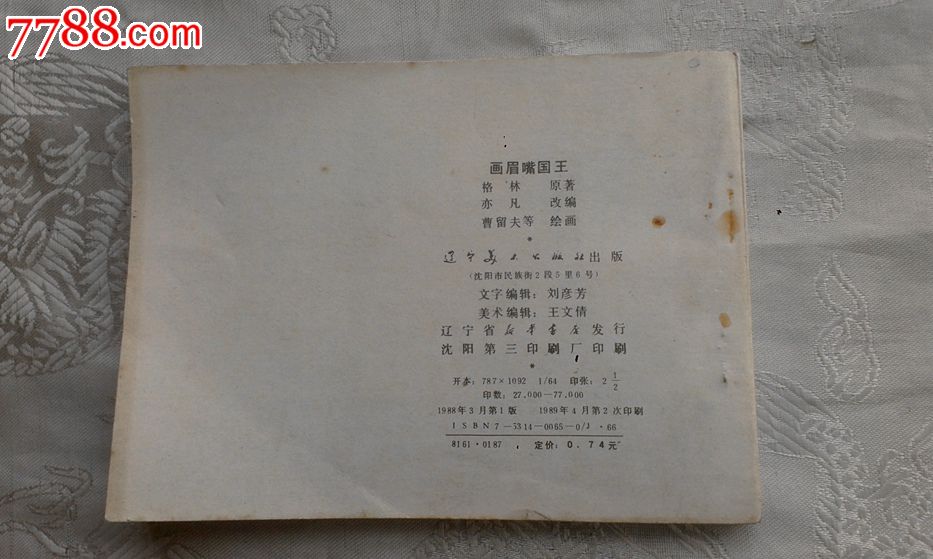 7788.com
画眉嘴国王
格林 原著
亦凡 改编
曹留夫等 绘画
*
辽宁美术出版社出版
(沈阳市民族街2段5里6号)
文字编辑：刘彦芳
美术编辑：王文倩
辽宁省新华书店发行
沈阳第三印刷厂印刷
*
开本：787×1092 1/64 印张：2 1/2
印数：27,000—77,000
1988年3月第1版 1989年4月第2次印刷
ISBN7—5314—0065—0/J·66
8161·0187 定价：0.74元